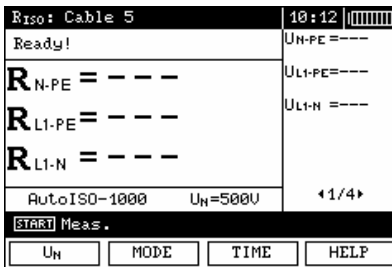 RISO: Cable 5 10:12
Ready!
RN-PE = ---
RL1-PE = ---
RL1-N = ---
UN-PE =---
UL1-PE=---
UL1-N =---
AutoISO-1000 UN=500V
1/4
START Meas.
UN MODE TIME HELP